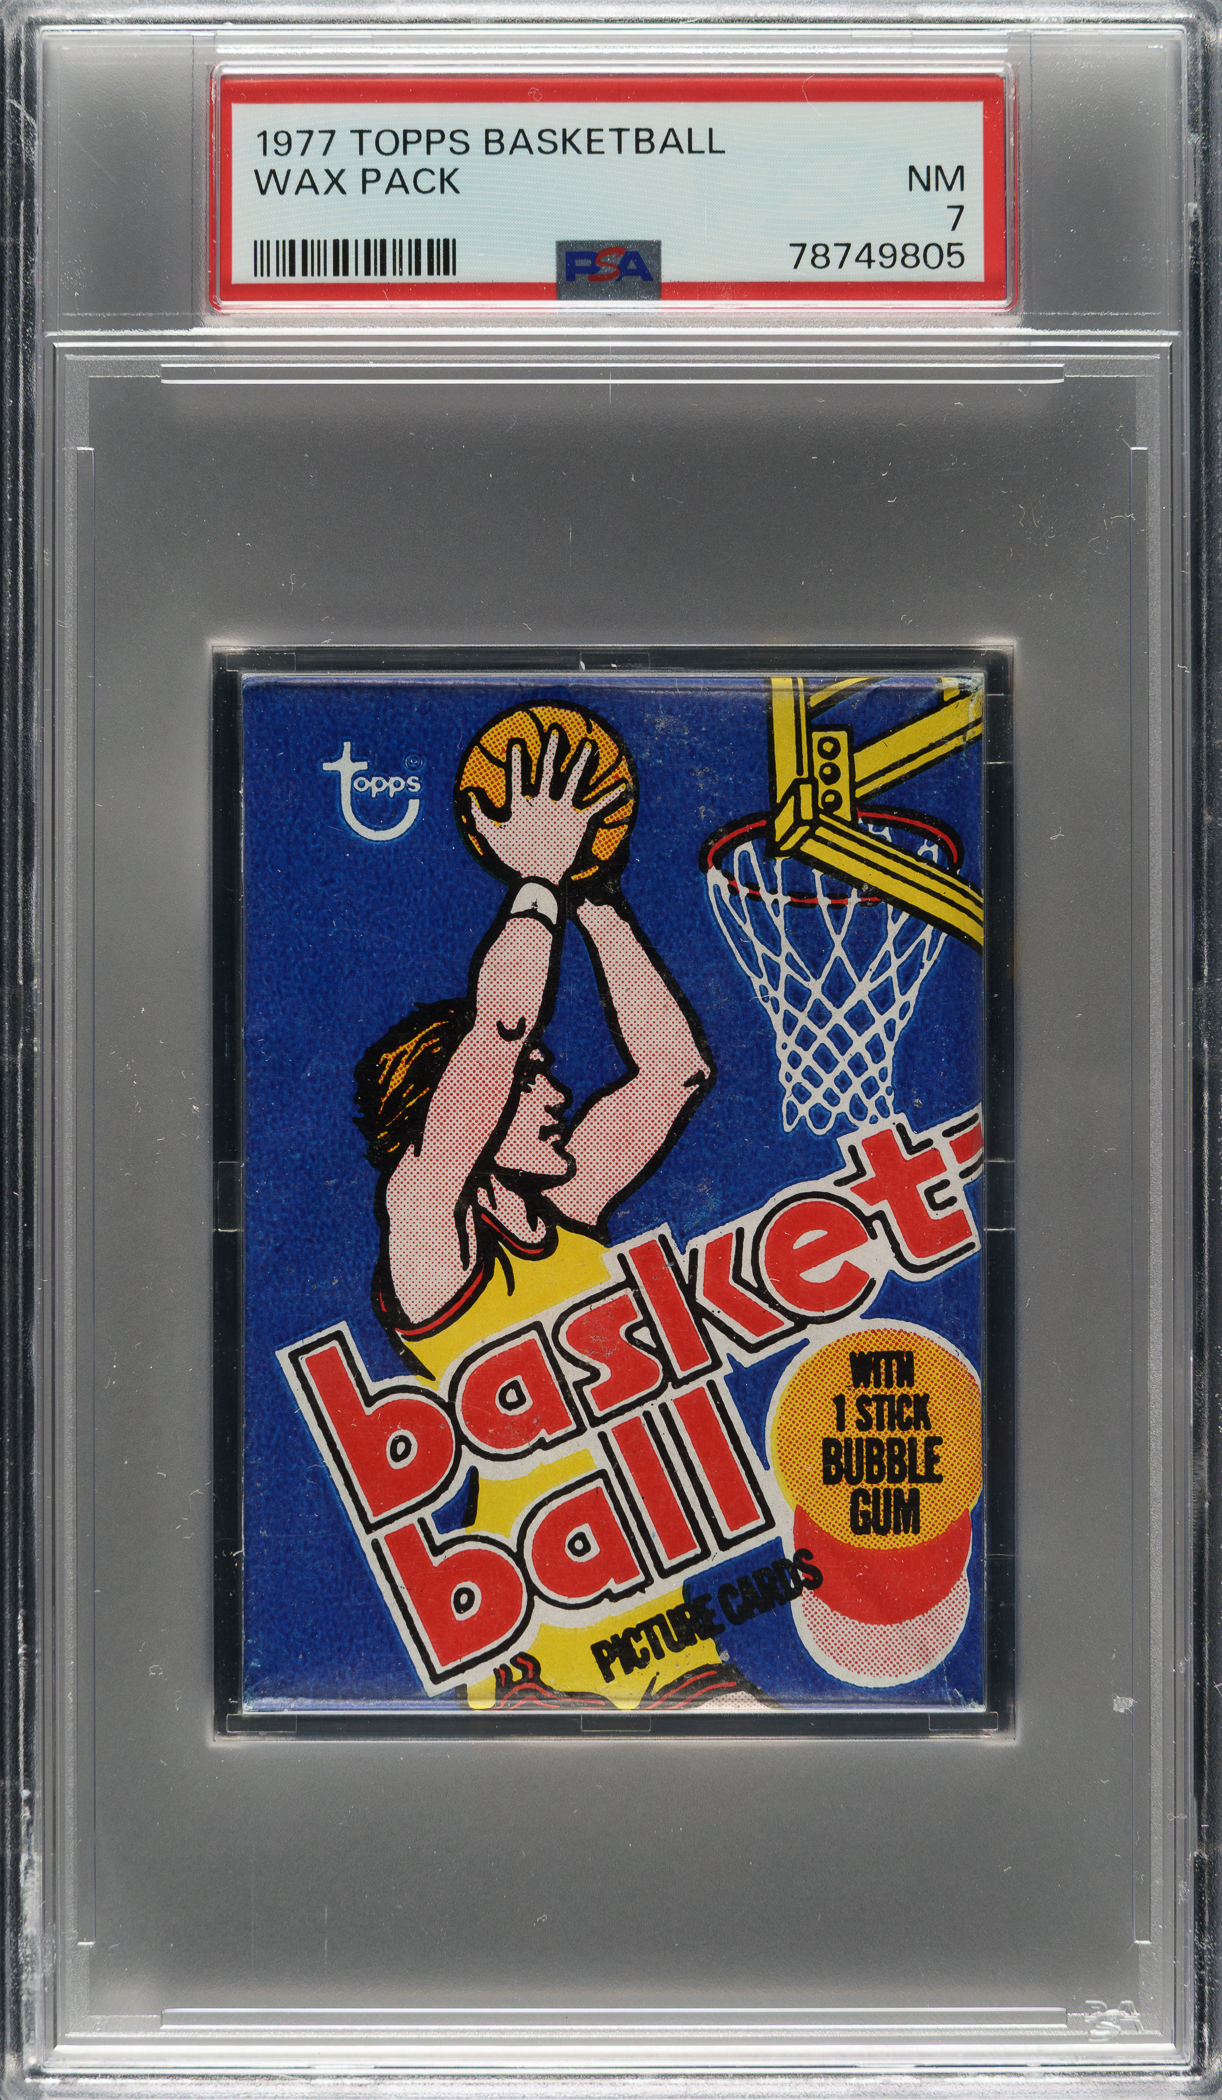 1977 TOPPS BASKETBALL
WAX PACK
NM
7
78749805
PSA
topps
basket-
ball
WITH
1 STICK
BUBBLE
GUM
PICTURE CARDS
PSA